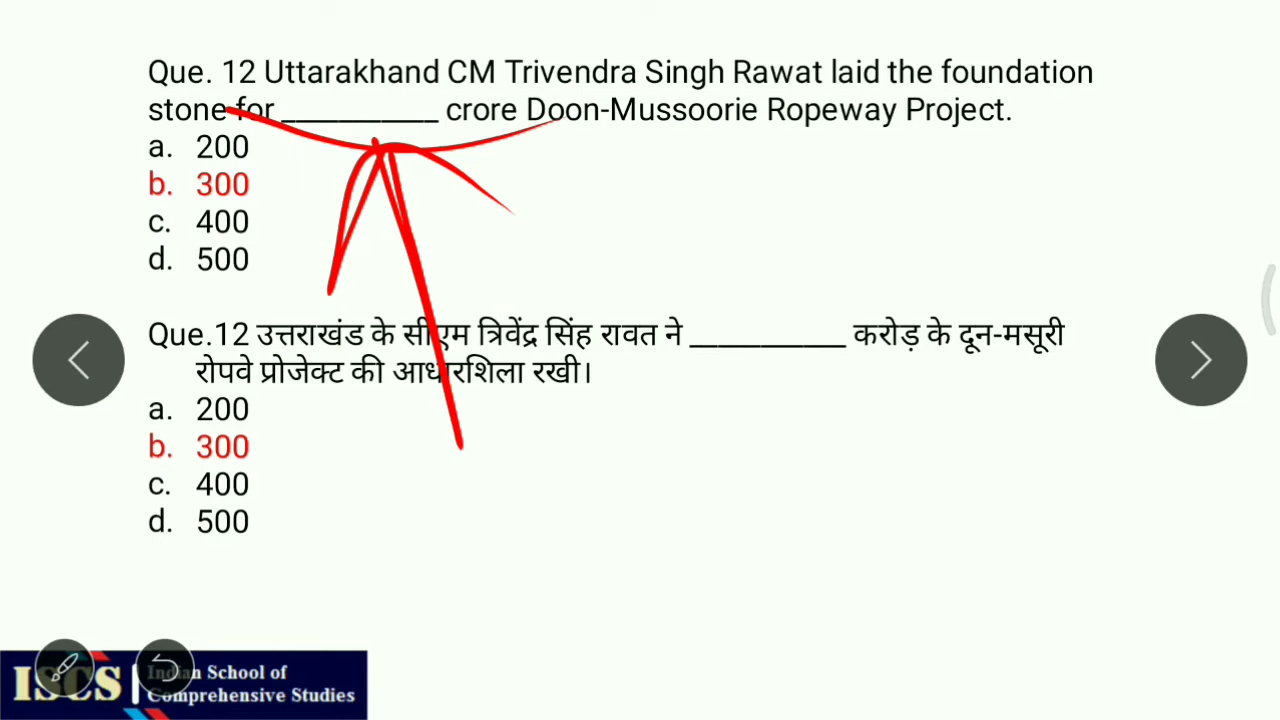 Que. 12 Uttarakhand CM Trivendra Singh Rawat laid the foundation
stone for __________ crore Doon-Mussoorie Ropeway Project.
a. 200
b. 300
c. 400
d. 500
Que.12 उत्तराखंड के सीएम त्रिवेंद्र सिंह रावत ने __________ करोड़ के दून-मसूरी
रोपवे प्रोजेक्ट की आधारशिला रखी।
a. 200
b. 300
c. 400
d. 500
ISCS
Indian School of
Comprehensive Studies